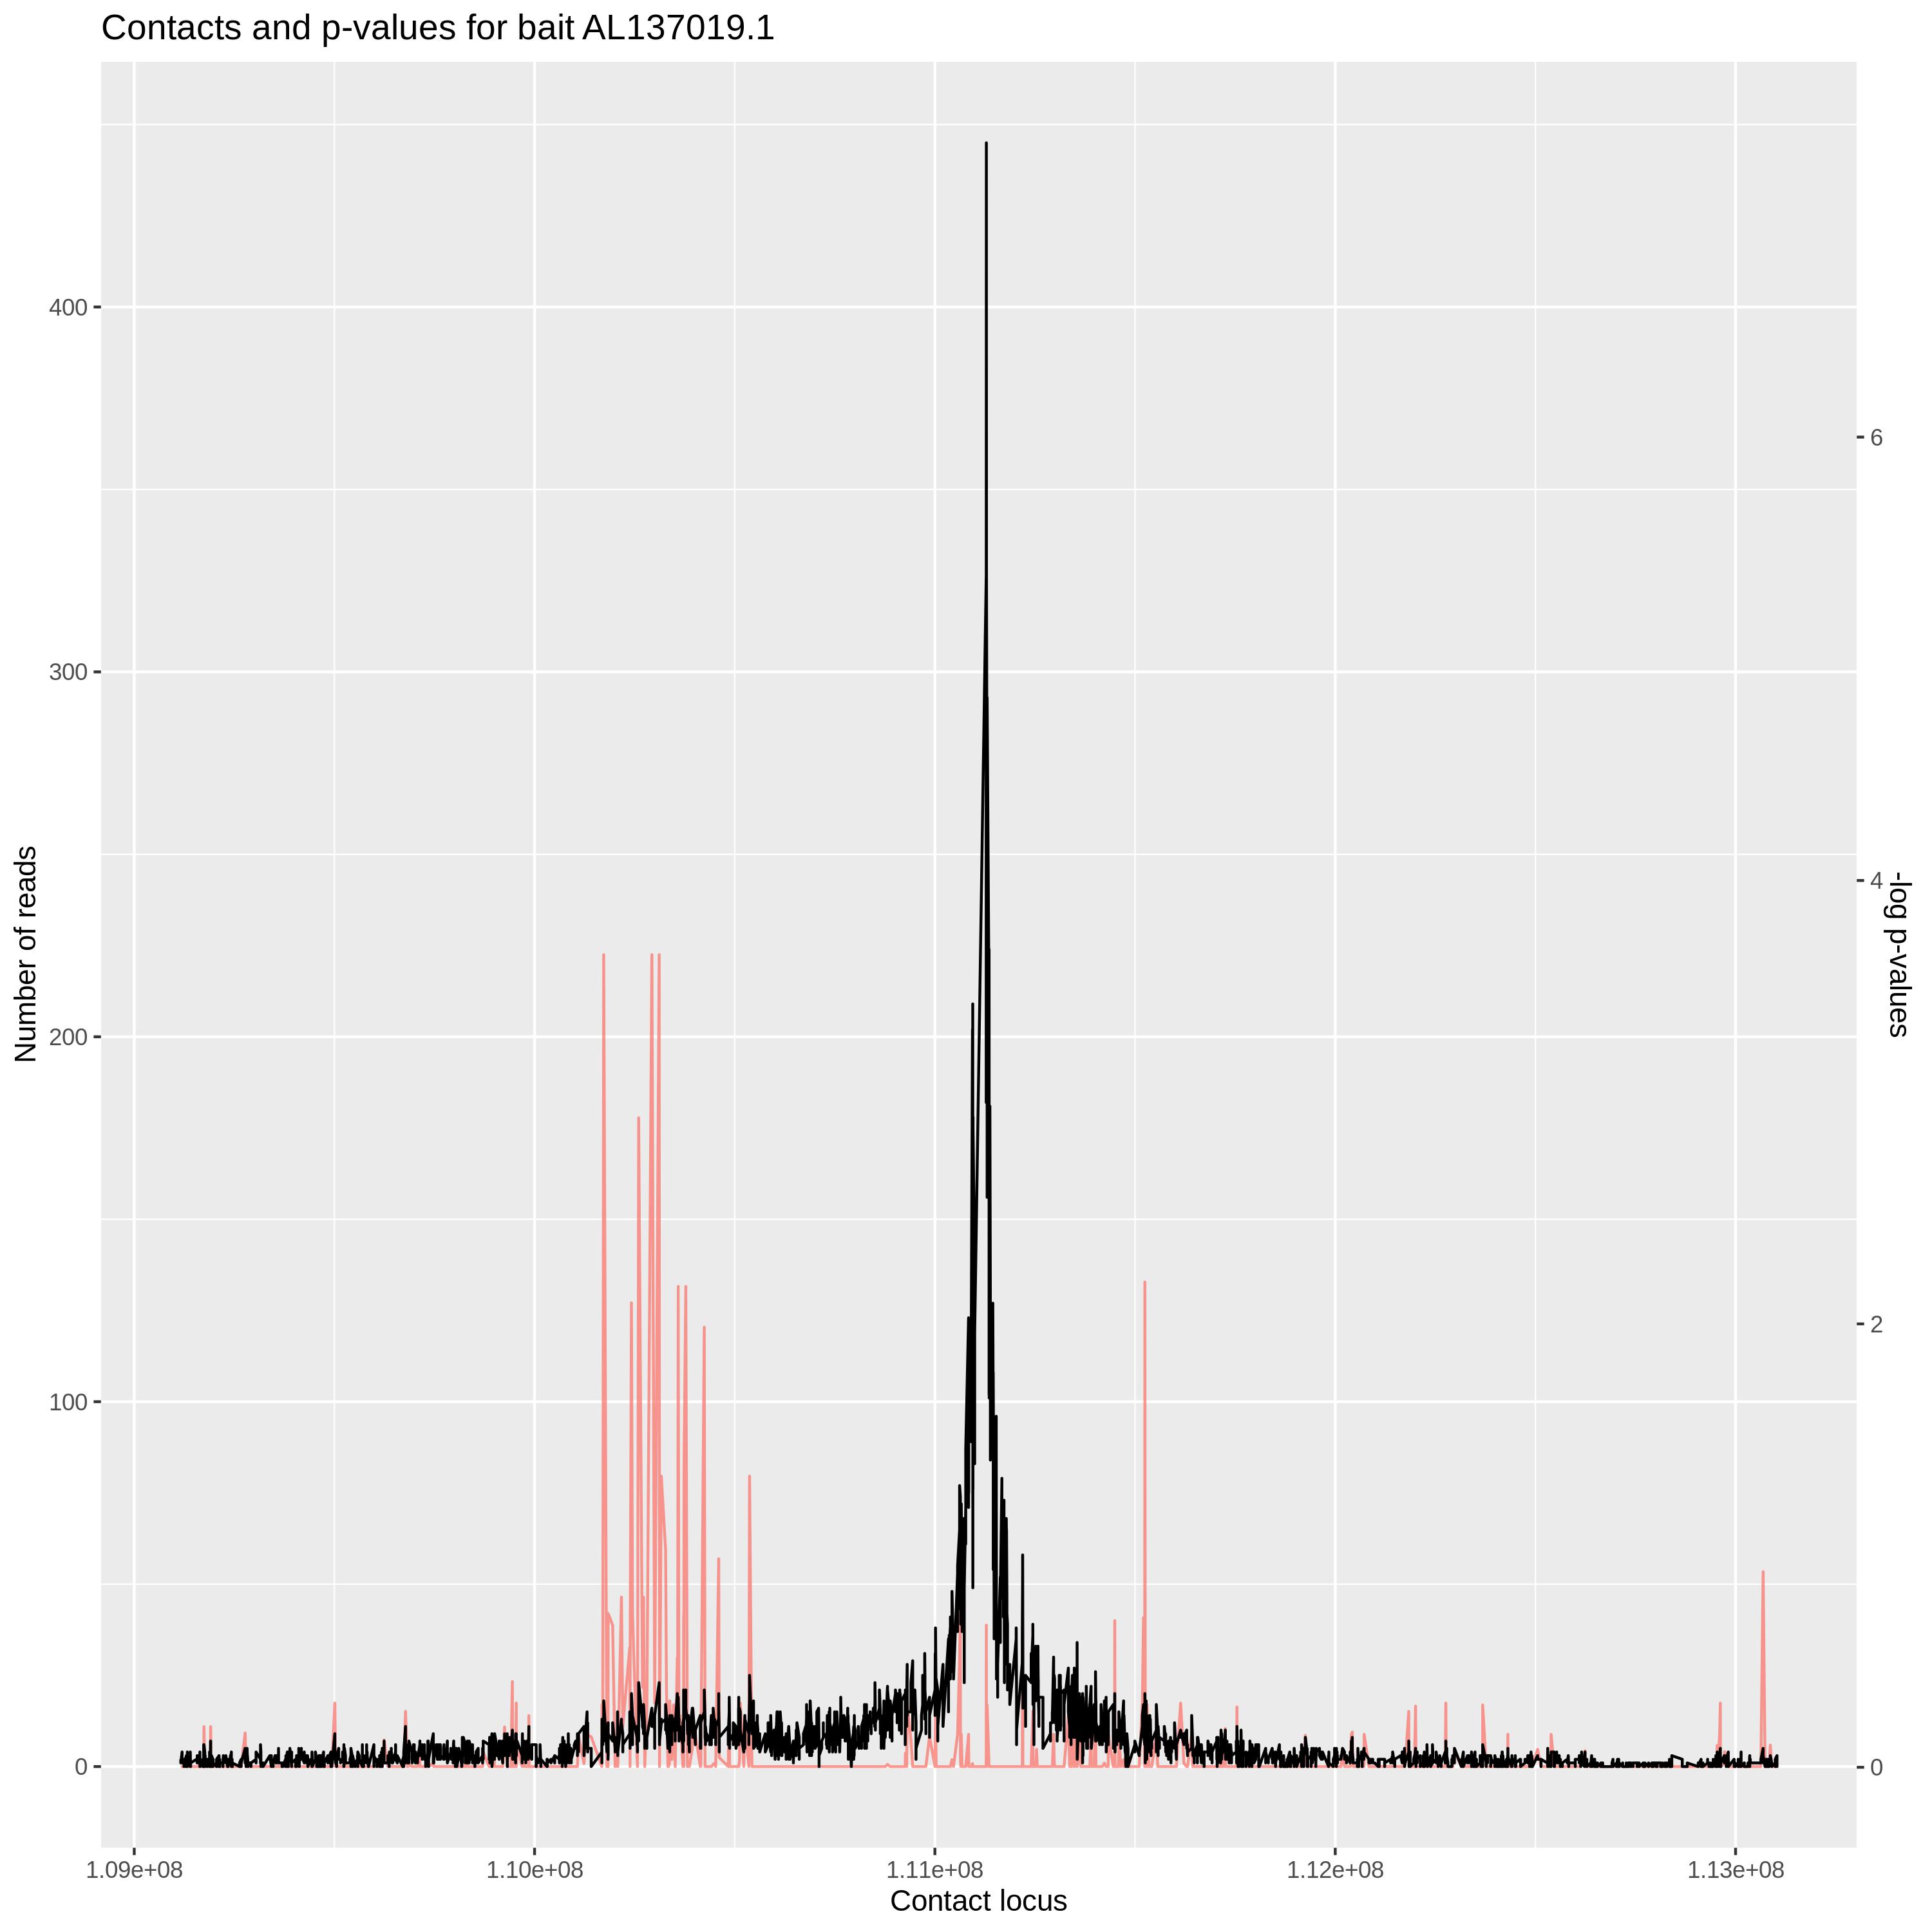 Contacts and p-values for bait AL137019.1
Number of reads
400
300
200
100
0
6
4
2
0
-log p-values
1.09e+08
1.10e+08
1.11e+08
1.12e+08
1.13e+08
Contact locus